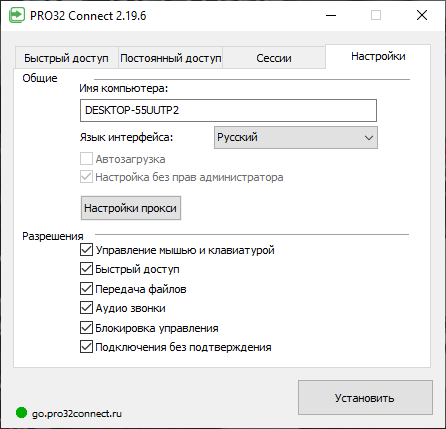 PRO32 Connect 2.19.6
Быстрый доступ Постоянный доступ Сессии Настройки
Общие
Имя компьютера:
DESKTOP-55UUTP2
Язык интерфейса: Русский
Автозагрузка
Настройка без прав администратора
Настройки прокси
Разрешения
Управление мышью и клавиатурой
Быстрый доступ
Передача файлов
Аудио звонки
Блокировка управления
Подключения без подтверждения
Установить
go.pro32connect.ru